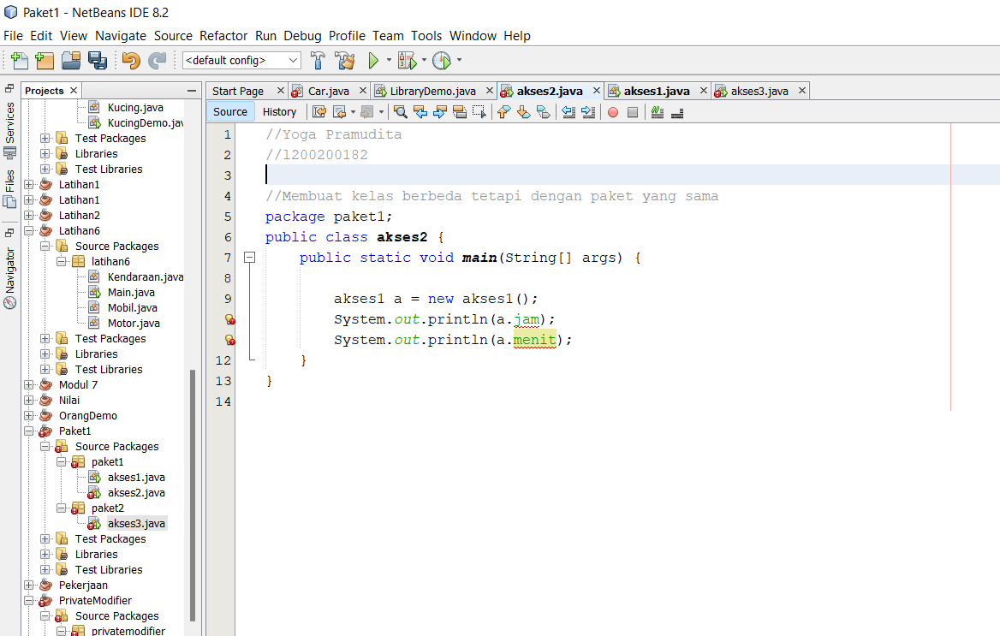 Paket1 - NetBeans IDE 8.2
File Edit View Navigate Source Refactor Run Debug Profile Team Tools Window Help
<default config>
Projects
Start Page
Car.java
LibraryDemo.java
akses2.java
akses1.java
akses3.java
Source
History
Services
Files
Navigator
Kucing.java
KucingDemo.jav
Test Packages
Libraries
Test Libraries
Latihan1
Latihan1
Latihan2
Latihan6
Source Packages
latihan6
Kendaraan.java
Main.java
Mobil.java
Motor.java
Test Packages
Libraries
Test Libraries
Modul 7
Nilai
OrangDemo
Paket1
Source Packages
paket1
akses1.java
akses2.java
paket2
akses3.java
Test Packages
Libraries
Test Libraries
Pekerjaan
PrivateModifier
Source Packages
privatemodifier
1 //Yoga Pramudita
2 //l200200182
3
4 //Membuat kelas berbeda tetapi dengan paket yang sama
5 package paket1;
6 public class akses2 {
7 public static void main(String[] args) {
8
9 akses1 a = new akses1();
System.out.println(a.jam);
System.out.println(a.menit);
12 }
13 }
14